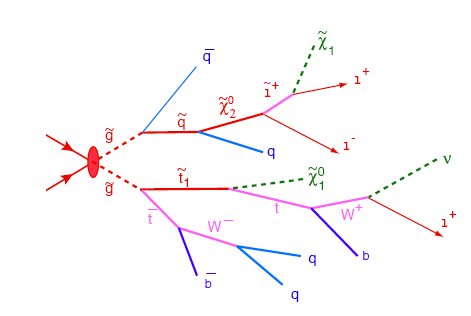 q̅
χ̃₁
ĩ⁺
ı⁺
χ̃₂⁰
q̃
g̃
ı⁻
q
ν
g̃
t̃₁
χ̃₁⁰
t
W⁺
ı⁺
t̅
W⁻
b
q
b̅
q